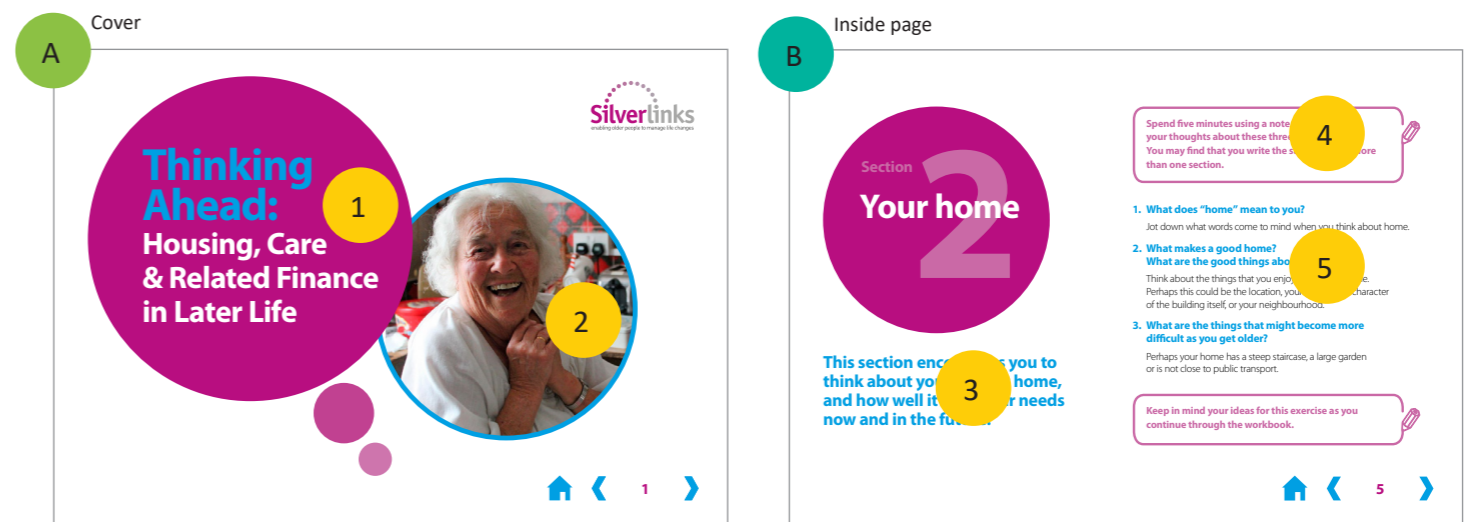 A
Cover
Silverlinks
enabling older people to manage life changes
Thinking
Ahead:
1
Housing, Care
& Related Finance
in Later Life
2
1
B
Inside page
Section
2
Your home
This section you to
think about home,
and how well it needs
now and in the
3
Spend five minutes using a
your thoughts about these
You may find that you write the
than one section.
4
1. What does “home” mean to you?
Jot down what words come to mind when you think about home.
2. What makes a good home?
What are the good things
Think about the things that you
Perhaps this could be the location, character
of the building itself, or your neighbourhood.
5
3. What are the things that might become more
difficult as you get older?
Perhaps your home has a steep staircase, a large garden
or is not close to public transport.
Keep in mind your ideas for this exercise as you
continue through the workbook.
5